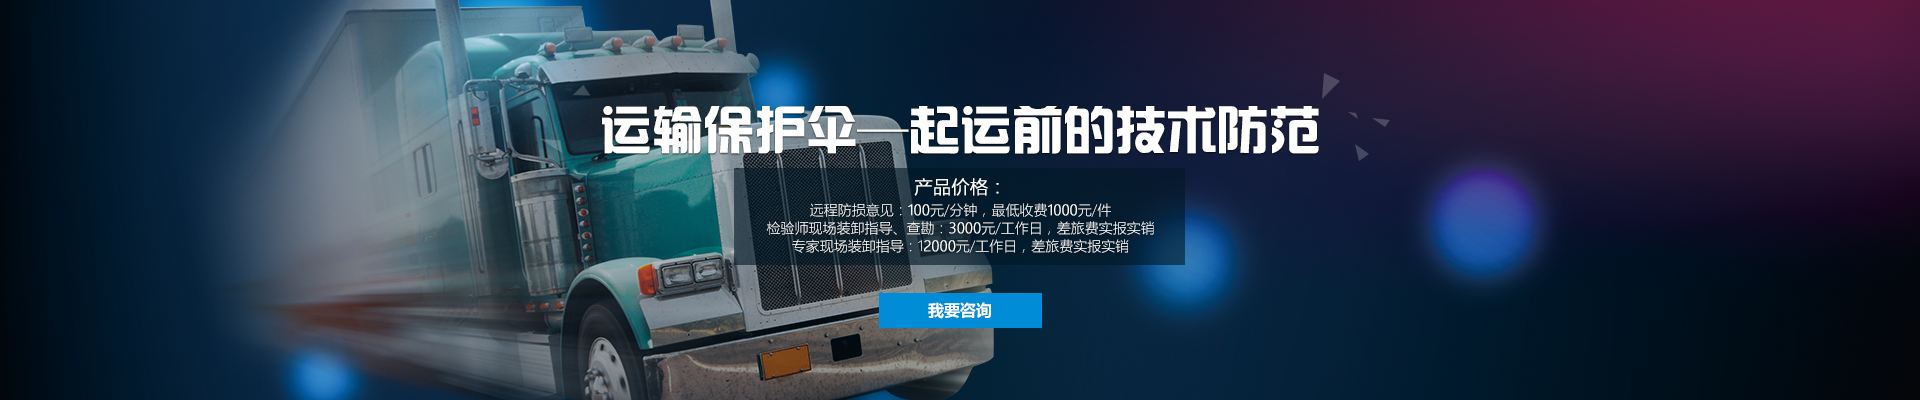 运输保护伞—起运前的技术防范
产品价格：
远程防损意见：100元/分钟，最低收费1000元/件
检验师现场装卸指导、查勘：3000元/工作日，差旅费实报实销
专家现场装卸指导：12000元/工作日，差旅费实报实销
我要咨询